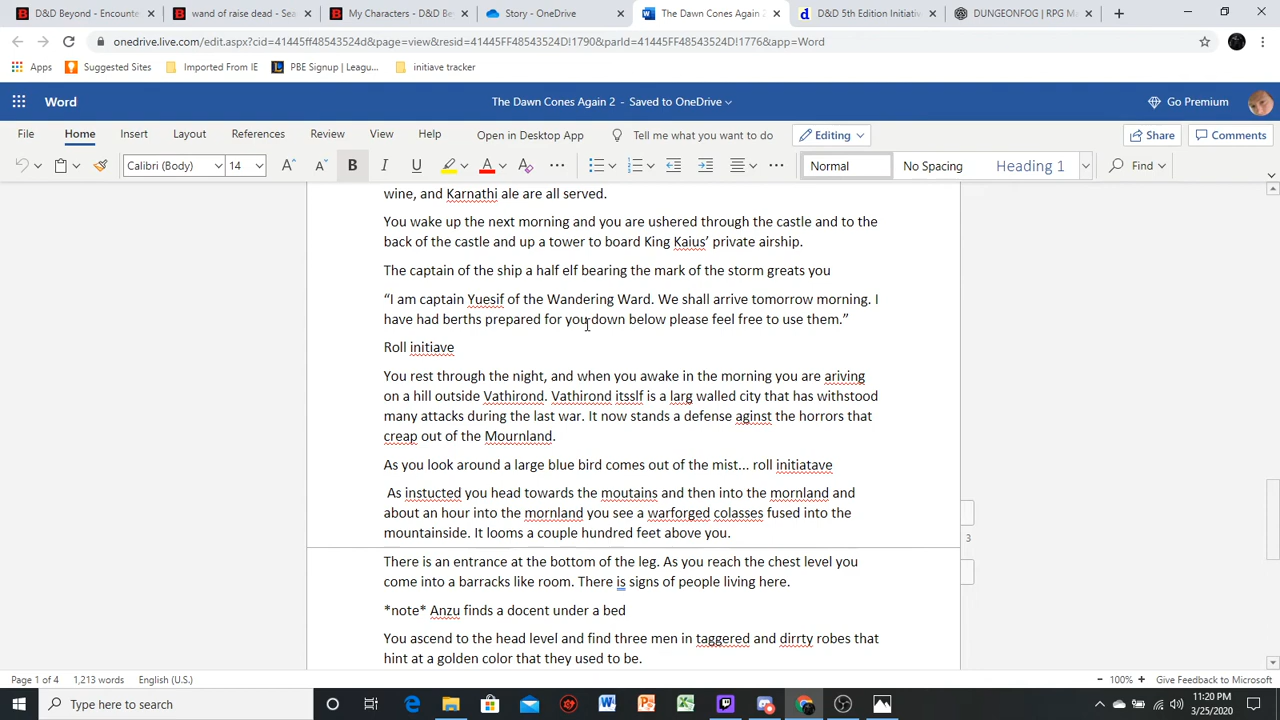 D&D Beyond - Encounte
wand of raise dead - Sea
My Characters - D&D Be
Story - OneDrive
The Dawn Cones Again 2
D&D 5th Edition Initiativ
DUNGEONFOG | RPG M
onedrive.live.com/edit.aspx?cid=41445ff48543524d&page=view&resid=41445FF48543524D!1790&parId=41445FF48543524D!1776&app=Word
Apps
Suggested Sites
Imported From IE
PBE Signup | Leagu...
initiave tracker
Word
The Dawn Cones Again 2 - Saved to OneDrive
Go Premium
File Home Insert Layout References Review View Help Open in Desktop App Tell me what you want to do Editing Share Comments
Calibri (Body) 14 B I U A Normal No Spacing Heading 1 Find
wine, and Karnathi ale are all served.
You wake up the next morning and you are ushered through the castle and to the
back of the castle and up a tower to board King Kaius’ private airship.
The captain of the ship a half elf bearing the mark of the storm greats you
“I am captain Yuesif of the Wandering Ward. We shall arrive tomorrow morning. I
have had berths prepared for you down below please feel free to use them.”
Roll initiave
You rest through the night, and when you awake in the morning you are ariving
on a hill outside Vathirond. Vathirond itsslf is a larg walled city that has withstood
many attacks during the last war. It now stands a defense aginst the horrors that
creap out of the Mournland.
As you look around a large blue bird comes out of the mist... roll initiatave
As instucted you head towards the moutains and then into the mornland and
about an hour into the mornland you see a warforged colasses fused into the
mountainside. It looms a couple hundred feet above you.
3
There is an entrance at the bottom of the leg. As you reach the chest level you
come into a barracks like room. There is signs of people living here.
*note* Anzu finds a docent under a bed
You ascend to the head level and find three men in taggered and dirrty robes that
hint at a golden color that they used to be.
Page 1 of 4 1,213 words English (U.S.) 100% Give Feedback to Microsoft
Type here to search
11:20 PM
3/25/2020